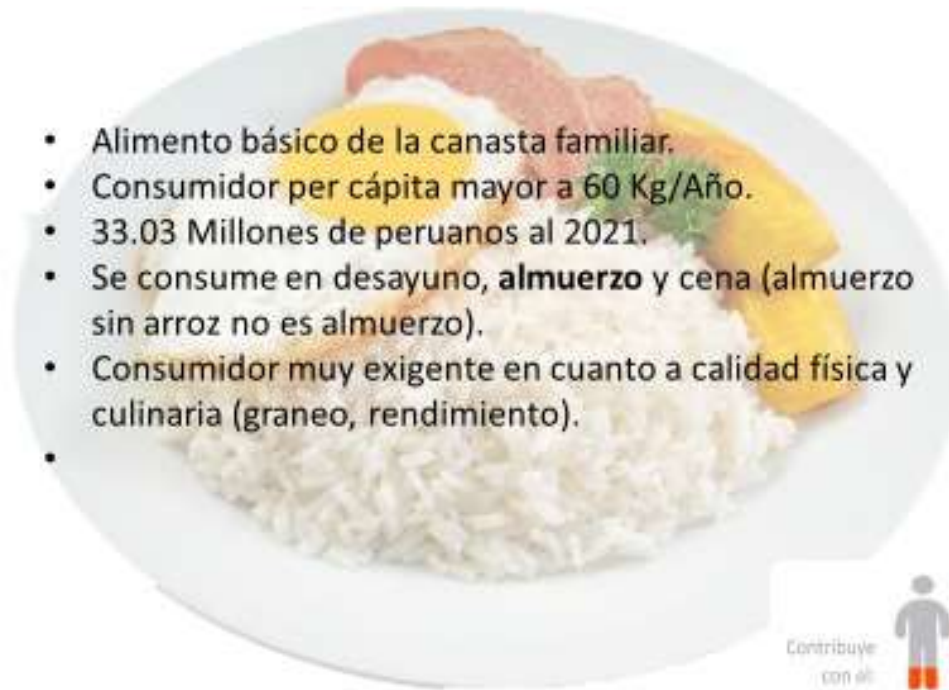 • Alimento básico de la canasta familiar.
• Consumidor per cápita mayor a 60 Kg/Año.
• 33.03 Millones de peruanos al 2021.
• Se consume en desayuno, almuerzo y cena (almuerzo
sin arroz no es almuerzo).
• Consumidor muy exigente en cuanto a calidad física y
culinaria (graneo, rendimiento).
•
Contribuye
con el: